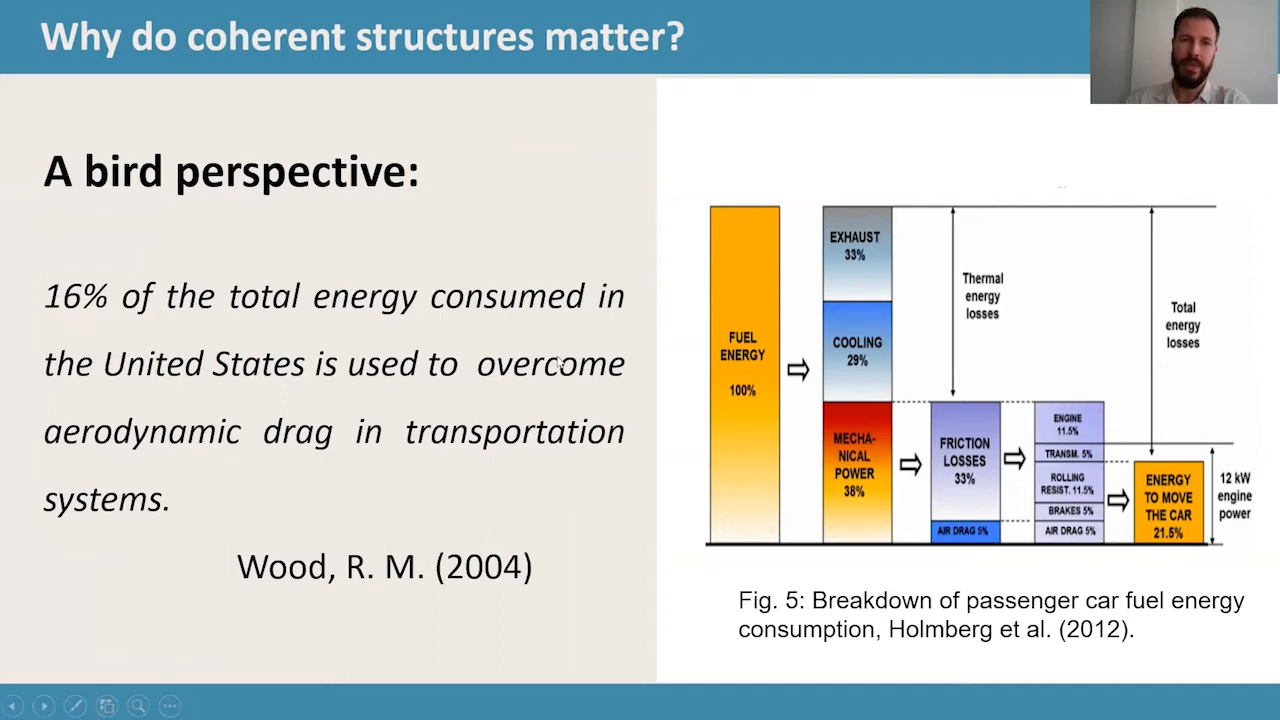 Why do coherent structures matter?
A bird perspective:
16% of the total energy consumed in
the United States is used to overcome
aerodynamic drag in transportation
systems.
Wood, R. M. (2004)
FUEL
ENERGY
100%
EXHAUST
33%
COOLING
29%
MECHA-
NICAL
POWER
38%
Thermal
energy
losses
FRICTION
LOSSES
33%
AIR DRAG 5%
ENGINE
11.5%
TRANSM. 5%
ROLLING
RESIST. 11.5%
BRAKES 5%
AIR DRAG 5%
Total
energy
losses
ENERGY
TO MOVE
THE CAR
21.5%
12 kW
engine
power
Fig. 5: Breakdown of passenger car fuel energy
consumption, Holmberg et al. (2012).